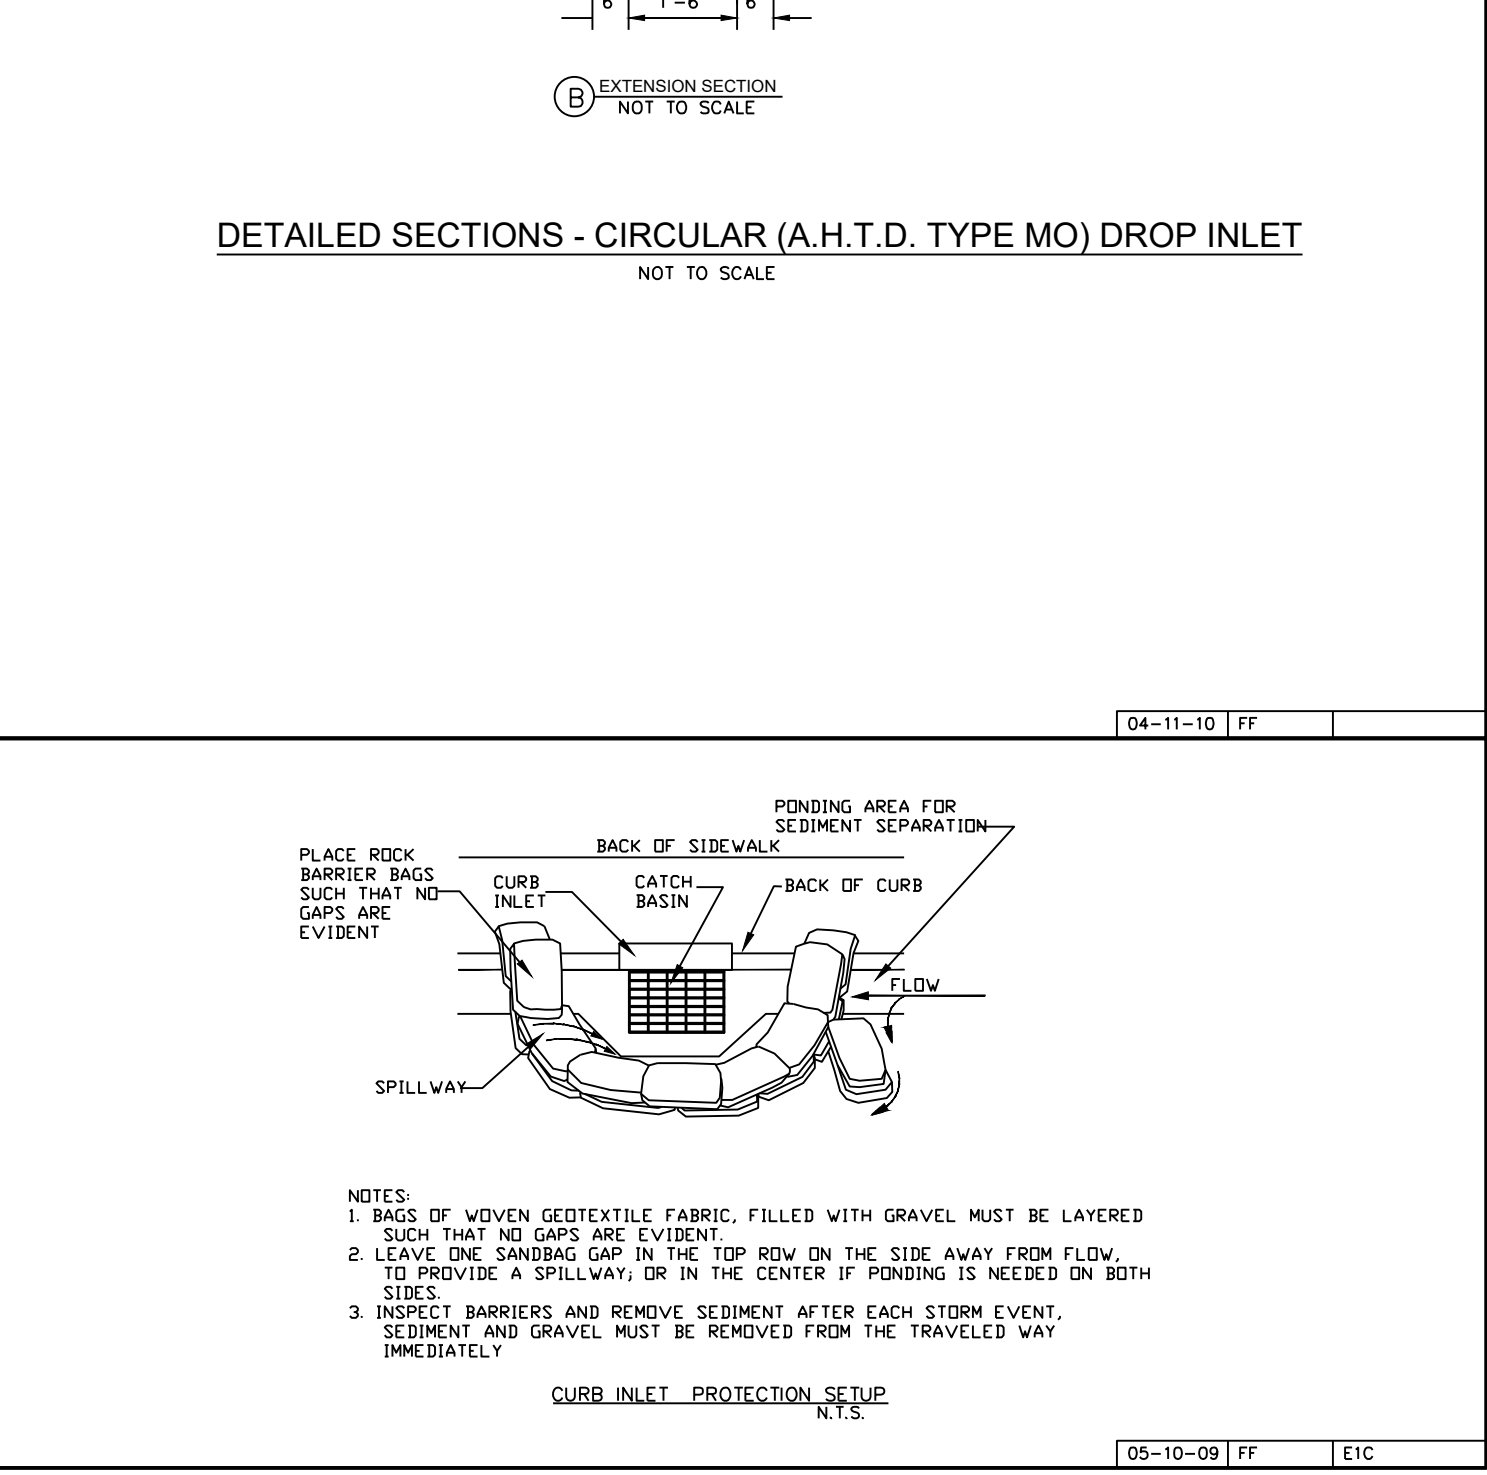 6 1'-6 6
B EXTENSION SECTION
NOT TO SCALE
DETAILED SECTIONS - CIRCULAR (A.H.T.D. TYPE MO) DROP INLET
NOT TO SCALE
04-11-10 FF
PONDING AREA FOR
SEDIMENT SEPARATION
BACK OF SIDEWALK
PLACE ROCK
BARRIER BAGS
SUCH THAT NO
GAPS ARE
EVIDENT
CURB
INLET
CATCH
BASIN
BACK OF CURB
FLOW
SPILLWAY
NOTES:
1. BAGS OF WOVEN GEOTEXTILE FABRIC, FILLED WITH GRAVEL MUST BE LAYERED
SUCH THAT NO GAPS ARE EVIDENT.
2. LEAVE ONE SANDBAG GAP IN THE TOP ROW ON THE SIDE AWAY FROM FLOW,
TO PROVIDE A SPILLWAY; OR IN THE CENTER IF PONDING IS NEEDED ON BOTH
SIDES.
3. INSPECT BARRIERS AND REMOVE SEDIMENT AFTER EACH STORM EVENT,
SEDIMENT AND GRAVEL MUST BE REMOVED FROM THE TRAVELED WAY
IMMEDIATELY
CURB INLET PROTECTION SETUP
N.T.S.
05-10-09 FF E1C